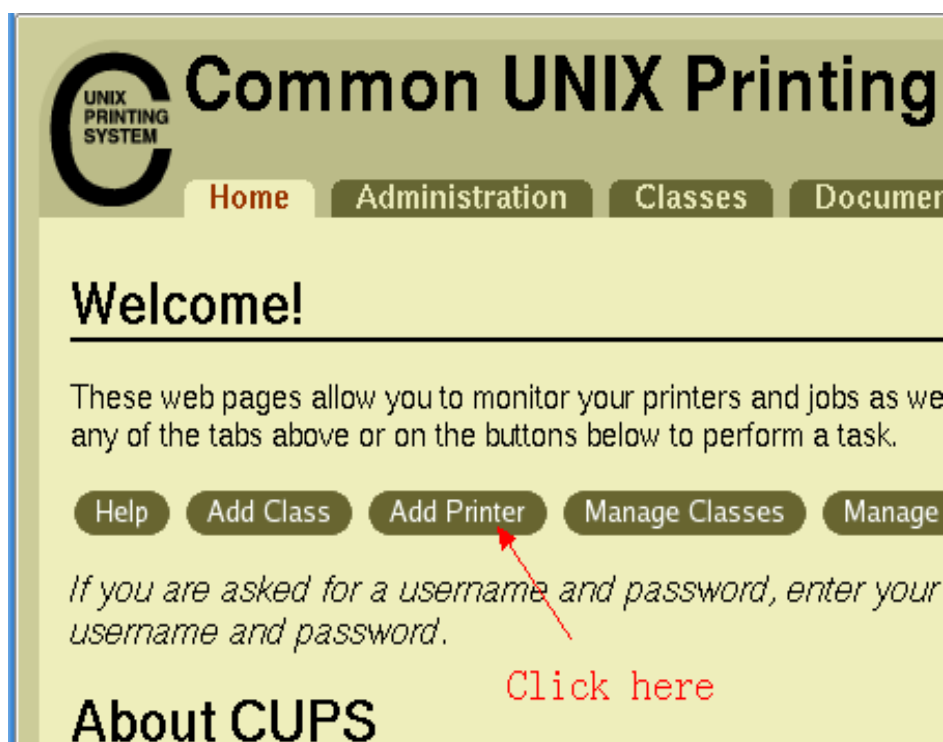 UNIX
PRINTING
SYSTEM
Common UNIX Printing
Home Administration Classes
Welcome!
These web pages allow you to monitor your printers and jobs as
any of the tabs above or on the buttons below to perform a task.
Help Add Class Add Printer Manage Classes Manage
If you are asked for a username and password, enter your
username and password.
Click here
About CUPS